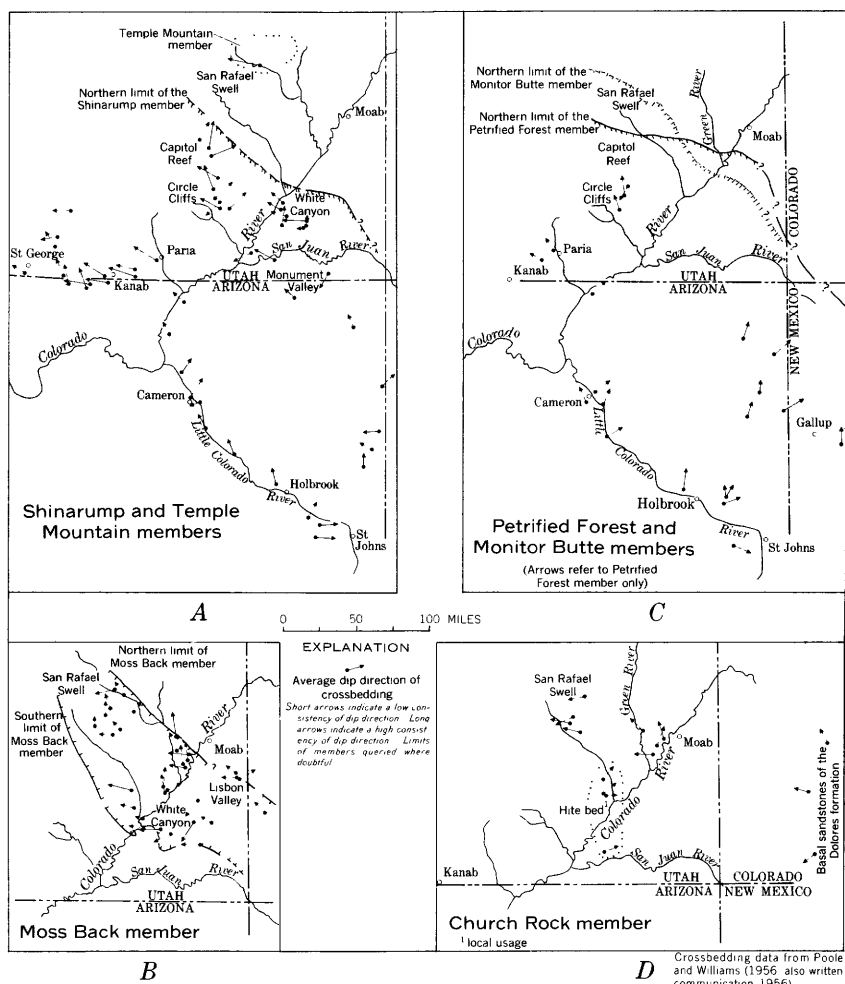 Temple Mountain
member
San Rafael
Swell
Northern limit of the
Shinarump member
Moab
Capitol
Reef
Circle
Cliffs
White
Canyon
River
San Juan River
?
St George
Paria
Kanab
UTAH
ARIZONA
Monument
Valley
Colorado
Cameron
Little Colorado
River
Holbrook
St
Johns
Shinarump and Temple
Mountain members
A
Northern limit of the
Monitor Butte member
San Rafael
Swell
Green River
Northern limit of the
Petrified Forest member
Moab
Capitol
Reef
Circle
Cliffs
?
?
?
?
?
COLORADO
River
San Juan River
Paria
Kanab
UTAH
ARIZONA
NEW MEXICO
Colorado
Cameron
Little
Colorado
River
Gallup
Holbrook
St Johns
Petrified Forest and
Monitor Butte members
(Arrows refer to Petrified
Forest member only)
C
0 50 100 MILES
Northern limit of
Moss Back member
San Rafael
Swell
Southern
limit of
Moss Back
member
River
Moab
?
Lisbon
Valley
White
Canyon
Colorado
San Juan River
UTAH
ARIZONA
Moss Back member
B
EXPLANATION
Average dip direction of
crossbedding
Short arrows indicate a low con-
sistency of dip direction Long
arrows indicate a high consist-
ency of dip direction Limits
of members queried where
doubtful
San Rafael
Swell
Green River
Moab
River
Hite bed¹
Colorado
San Juan River
Kanab
UTAH
ARIZONA
COLORADO
NEW MEXICO
Basal sandstones of the
Dolores formation
Church Rock member
¹ local usage
D
Crossbedding data from Poole
and Williams (1956 also written
communication, 1956)